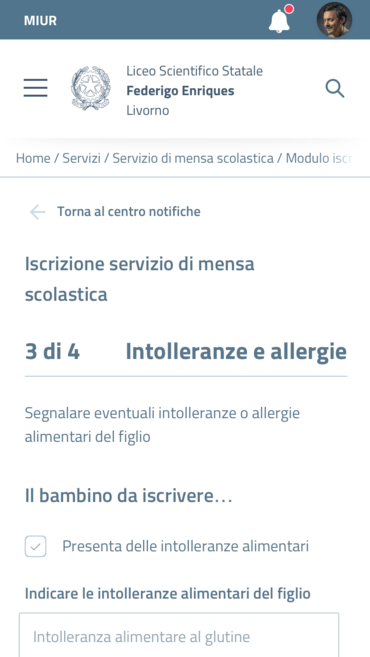 MIUR
Liceo Scientifico Statale
Federigo Enriques
Livorno
Home / Servizi / Servizio di mensa scolastica / Modulo iscr
Torna al centro notifiche
Iscrizione servizio di mensa
scolastica
3 di 4 Intolleranze e allergie
Segnalare eventuali intolleranze o allergie
alimentari del figlio
Il bambino da iscrivere…
Presenta delle intolleranze alimentari
Indicare le intolleranze alimentari del figlio
Intolleranza alimentare al glutine